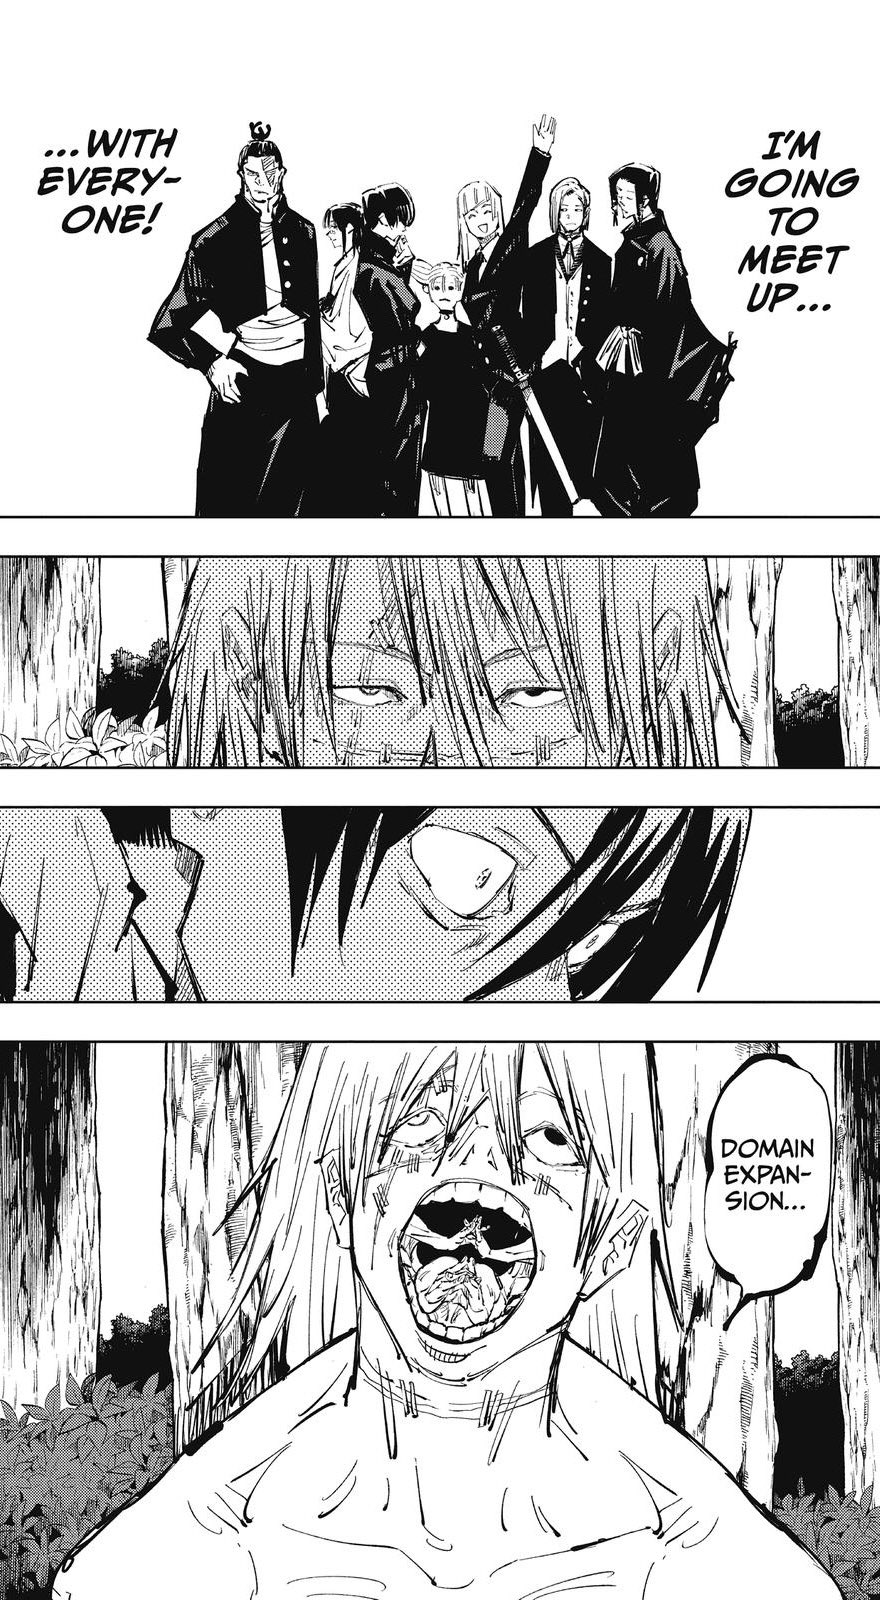 I'M
GOING
TO
MEET
UP...
...WITH
EVERY-
ONE!
DOMAIN
EXPAN-
SION...